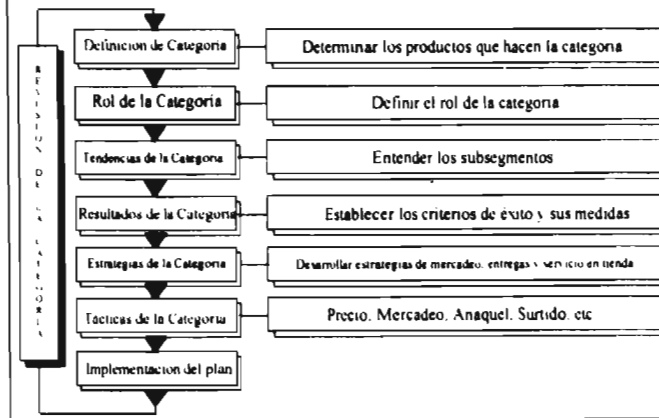 Definicion de Categoria
Determinar los productos que hacen la categoria
Rol de la Categoria
Definir el rol de la categoria
Tendencias de la Categoria
Entender los subsegmentos
Resultados de la Categoria
Establecer los criterios de éxito y sus medidas
Estrategias de la Categoria
Desarrollar estrategias de mercadeo, entregas y servicio en tienda
Tácticas de la Categoria
Precio, Mercadeo, Anaquel, Surtido, etc
Implementacion del plan
REVISION DE LA CATEGORIA